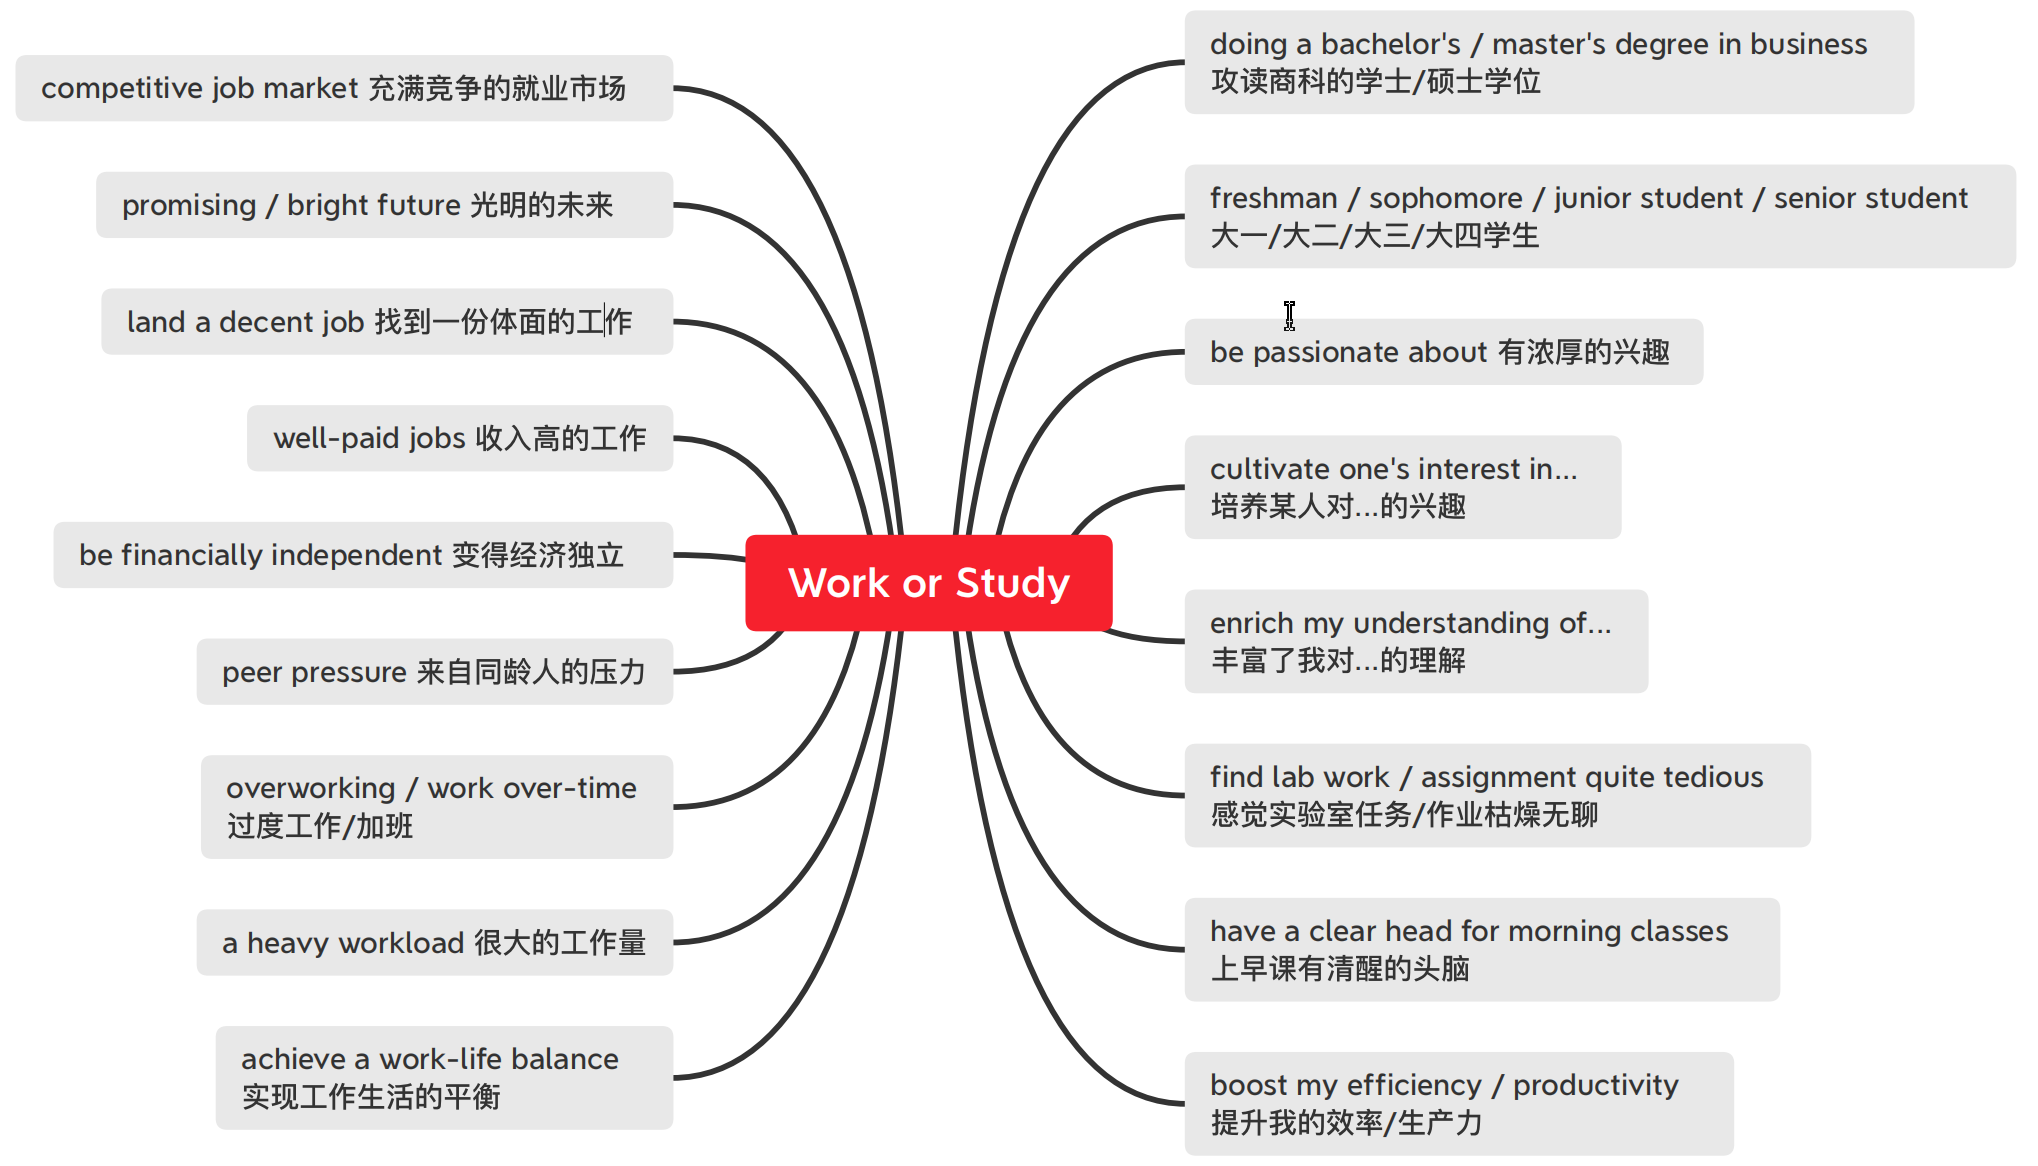 competitive job market 充满竞争的就业市场
promising / bright future 光明的未来
land a decent job 找到一份体面的工作
well-paid jobs 收入高的工作
be financially independent 变得经济独立
peer pressure 来自同龄人的压力
overworking / work over-time
过度工作/加班
a heavy workload 很大的工作量
achieve a work-life balance
实现工作生活的平衡
Work or Study
doing a bachelor's / master's degree in business
攻读商科的学士/硕士学位
freshman / sophomore / junior student / senior student
大一/大二/大三/大四学生
be passionate about 有浓厚的兴趣
cultivate one's interest in...
培养某人对...的兴趣
enrich my understanding of...
丰富了我对...的理解
find lab work / assignment quite tedious
感觉实验室任务/作业枯燥无聊
have a clear head for morning classes
上早课有清醒的头脑
boost my efficiency / productivity
提升我的效率/生产力